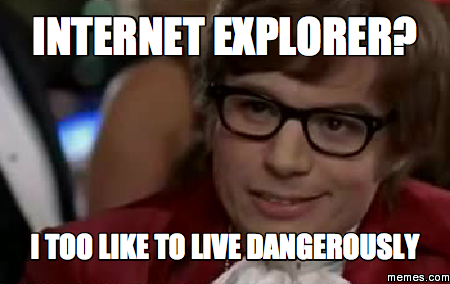 INTERNET EXPLORER?
I TOO LIKE TO LIVE DANGEROUSLY
memes.com